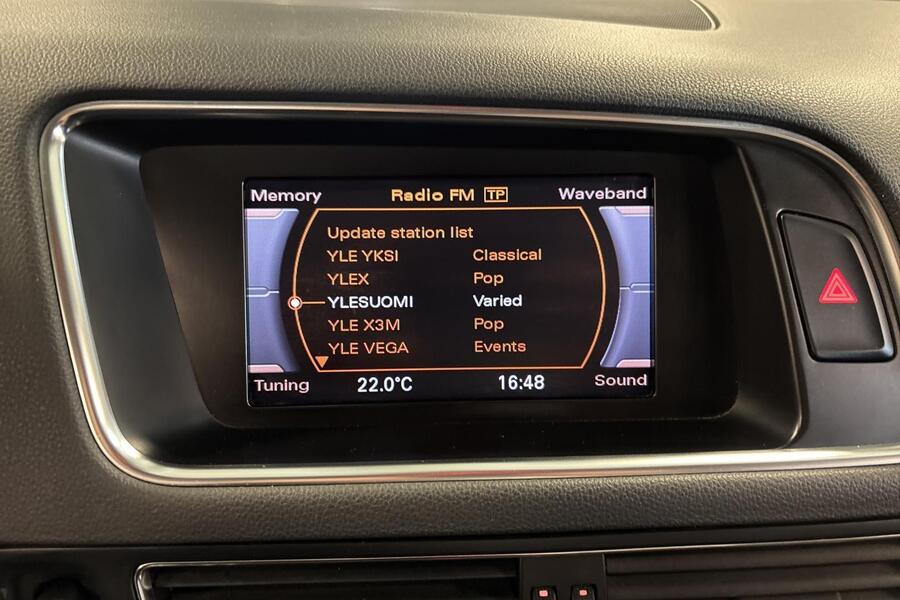 Memory Radio FM TP Waveband
Update station list
YLE YKSI Classical
YLEX Pop
YLESUOMI Varied
YLE X3M Pop
YLE VEGA Events
Tuning 22.0°C 16:48 Sound